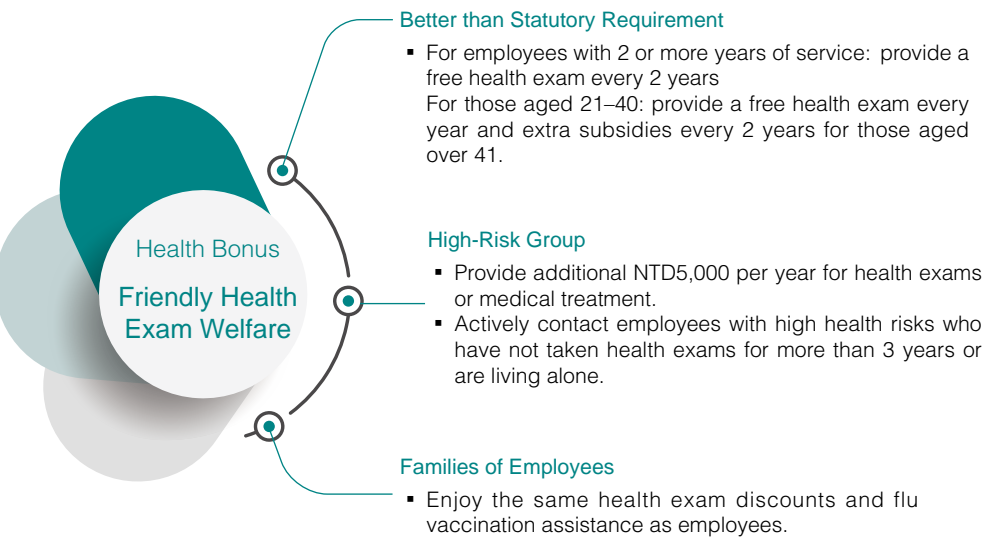 Health Bonus
Friendly Health
Exam Welfare
Better than Statutory Requirement
▪ For employees with 2 or more years of service: provide a
free health exam every 2 years
For those aged 21–40: provide a free health exam every
year and extra subsidies every 2 years for those aged
over 41.
High-Risk Group
▪ Provide additional NTD5,000 per year for health exams
or medical treatment.
▪ Actively contact employees with high health risks who
have not taken health exams for more than 3 years or
are living alone.
Families of Employees
▪ Enjoy the same health exam discounts and flu
vaccination assistance as employees.